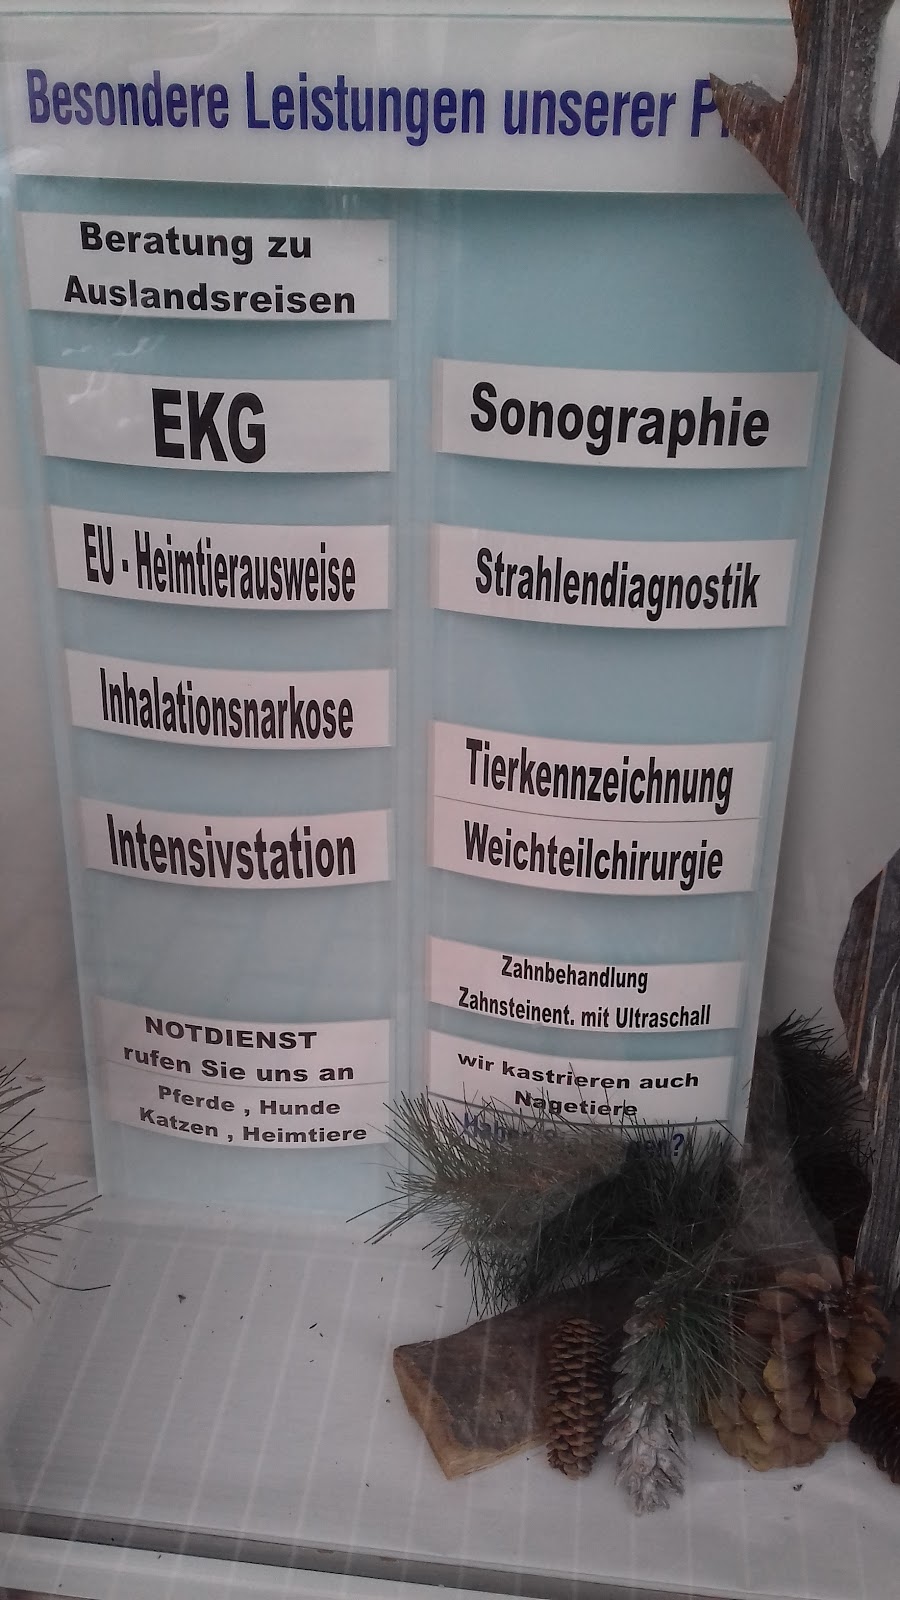 Besondere Leistungen unserer
Beratung zu
Auslandsreisen
EKG
EU - Heimtierausweise
Inhalationsnarkose
Intensivstation
NOTDIENST
rufen Sie uns an
Pferde , Hunde
Katzen , Heimtiere
Sonographie
Strahlendiagnostik
Tierkennzeichnung
Weichteilchirurgie
Zahnbehandlung
Zahnsteinent. mit Ultraschall
wir kastrieren auch
Nagetiere